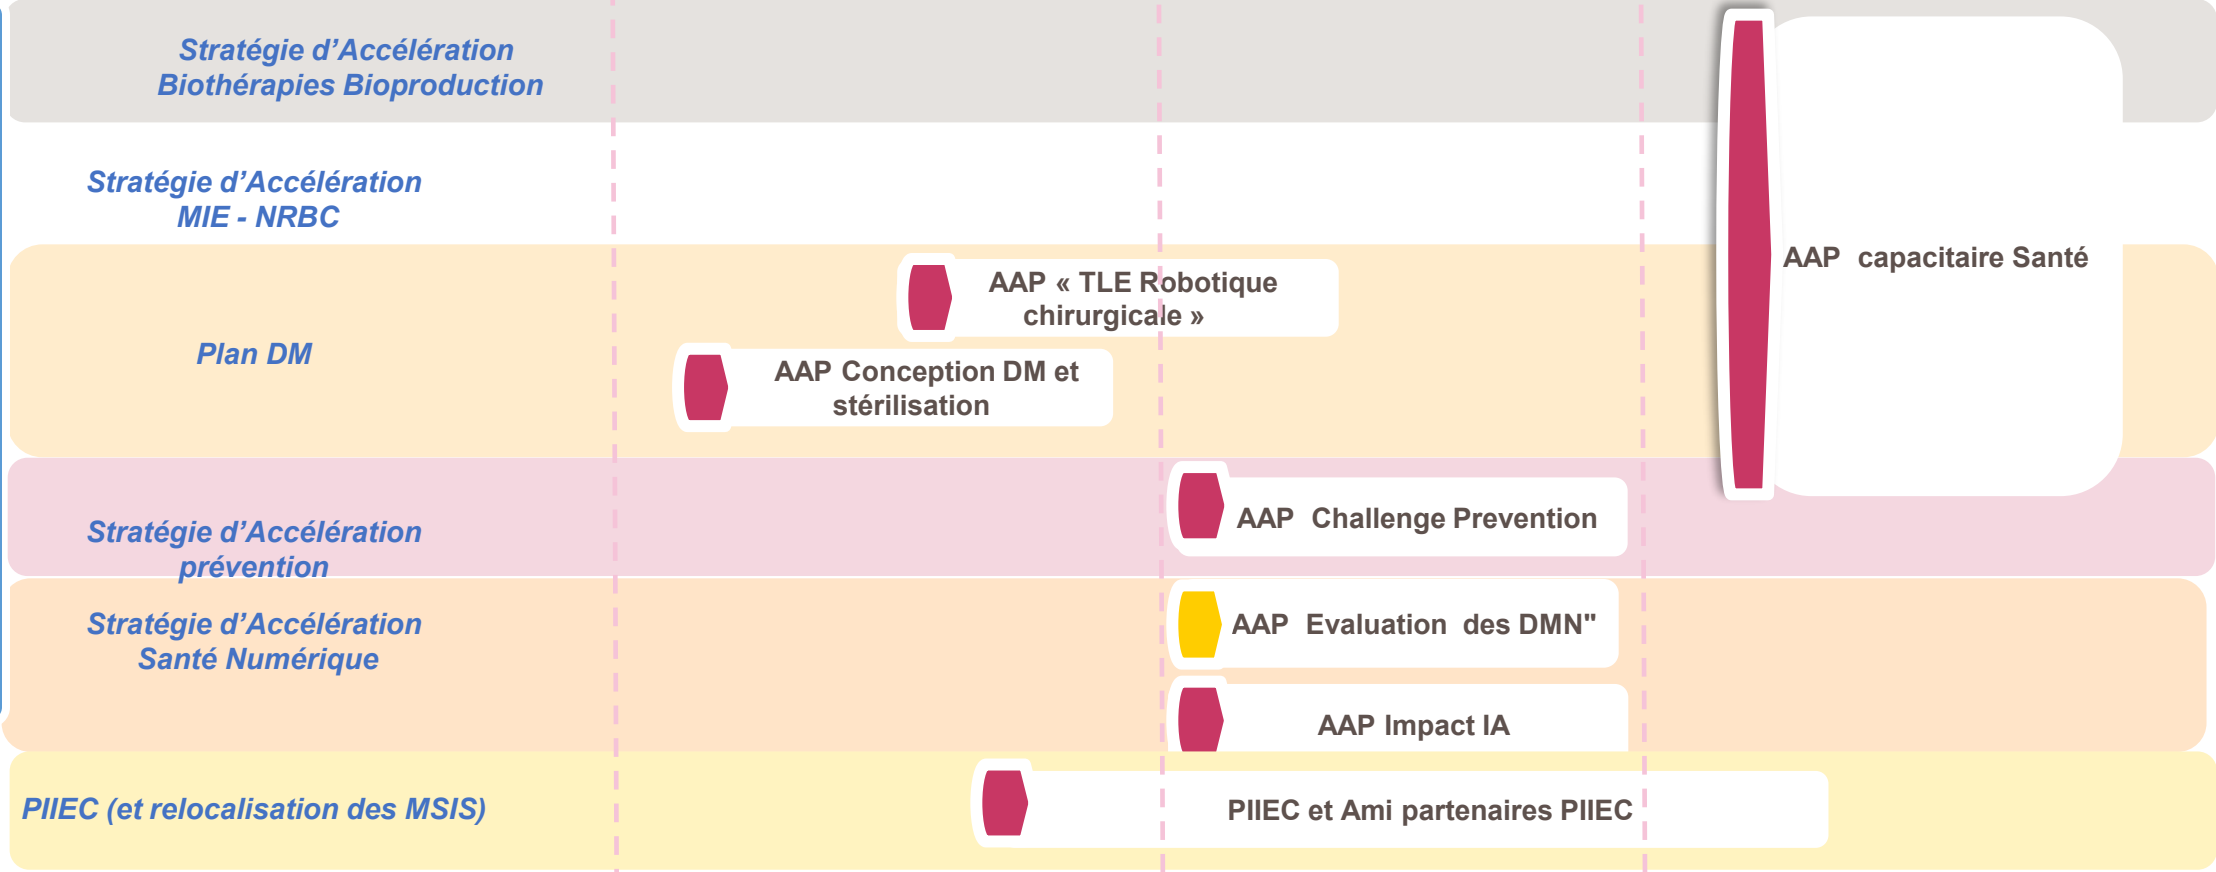 Stratégie d’Accélération
Biothérapies Bioproduction
Stratégie d’Accélération
MIE - NRBC
AAP capacitaire Santé
AAP « TLE Robotique
chirurgicale »
Plan DM
AAP Conception DM et
stérilisation
AAP Challenge Prevention
Stratégie d’Accélération
prévention
Stratégie d’Accélération
Santé Numérique
AAP Evaluation des DMN"
AAP Impact IA
PIIEC (et relocalisation des MSIS)
PIIEC et Ami partenaires PIIEC